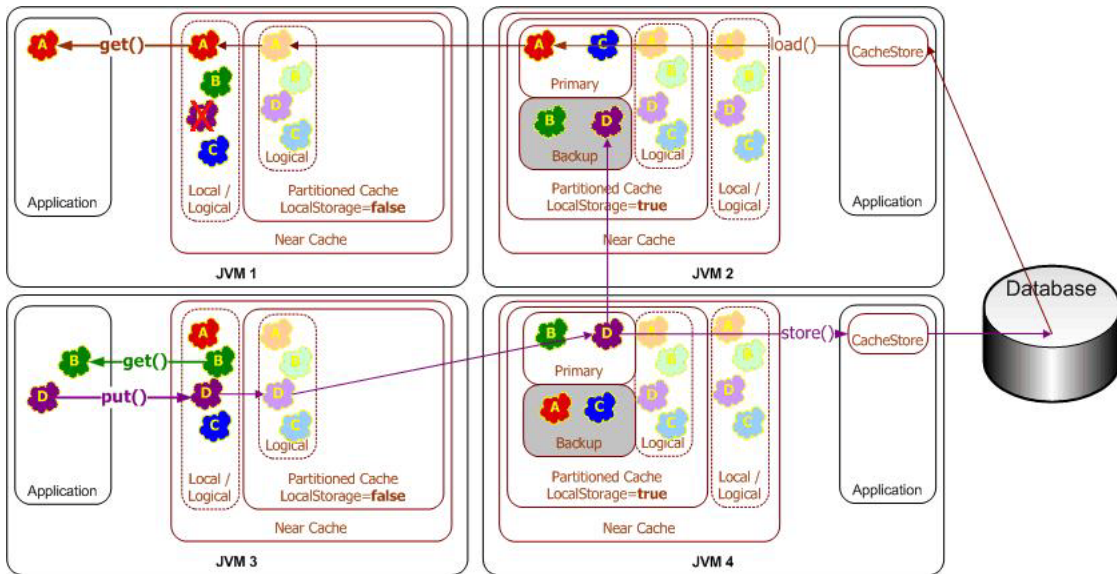 A
get()
A
A
B
X
C
B
D
C
Logical
Local /
Logical
Partitioned Cache
LocalStorage=false
Application
Near Cache
JVM 1
A
C
Primary
B
D
Backup
A
B
D
C
Logical
A
B
D
C
load()
CacheStore
Partitioned Cache
LocalStorage=true
Local /
Logical
Application
Near Cache
JVM 2
Database
A
A
B
get()
B
B
D
put()
D
D
C
C
Logical
Local /
Logical
Partitioned Cache
LocalStorage=false
Application
Near Cache
JVM 3
B
D
Primary
A
C
Backup
A
B
D
C
Logical
A
B
D
C
store()
CacheStore
Partitioned Cache
LocalStorage=true
Local /
Logical
Application
Near Cache
JVM 4